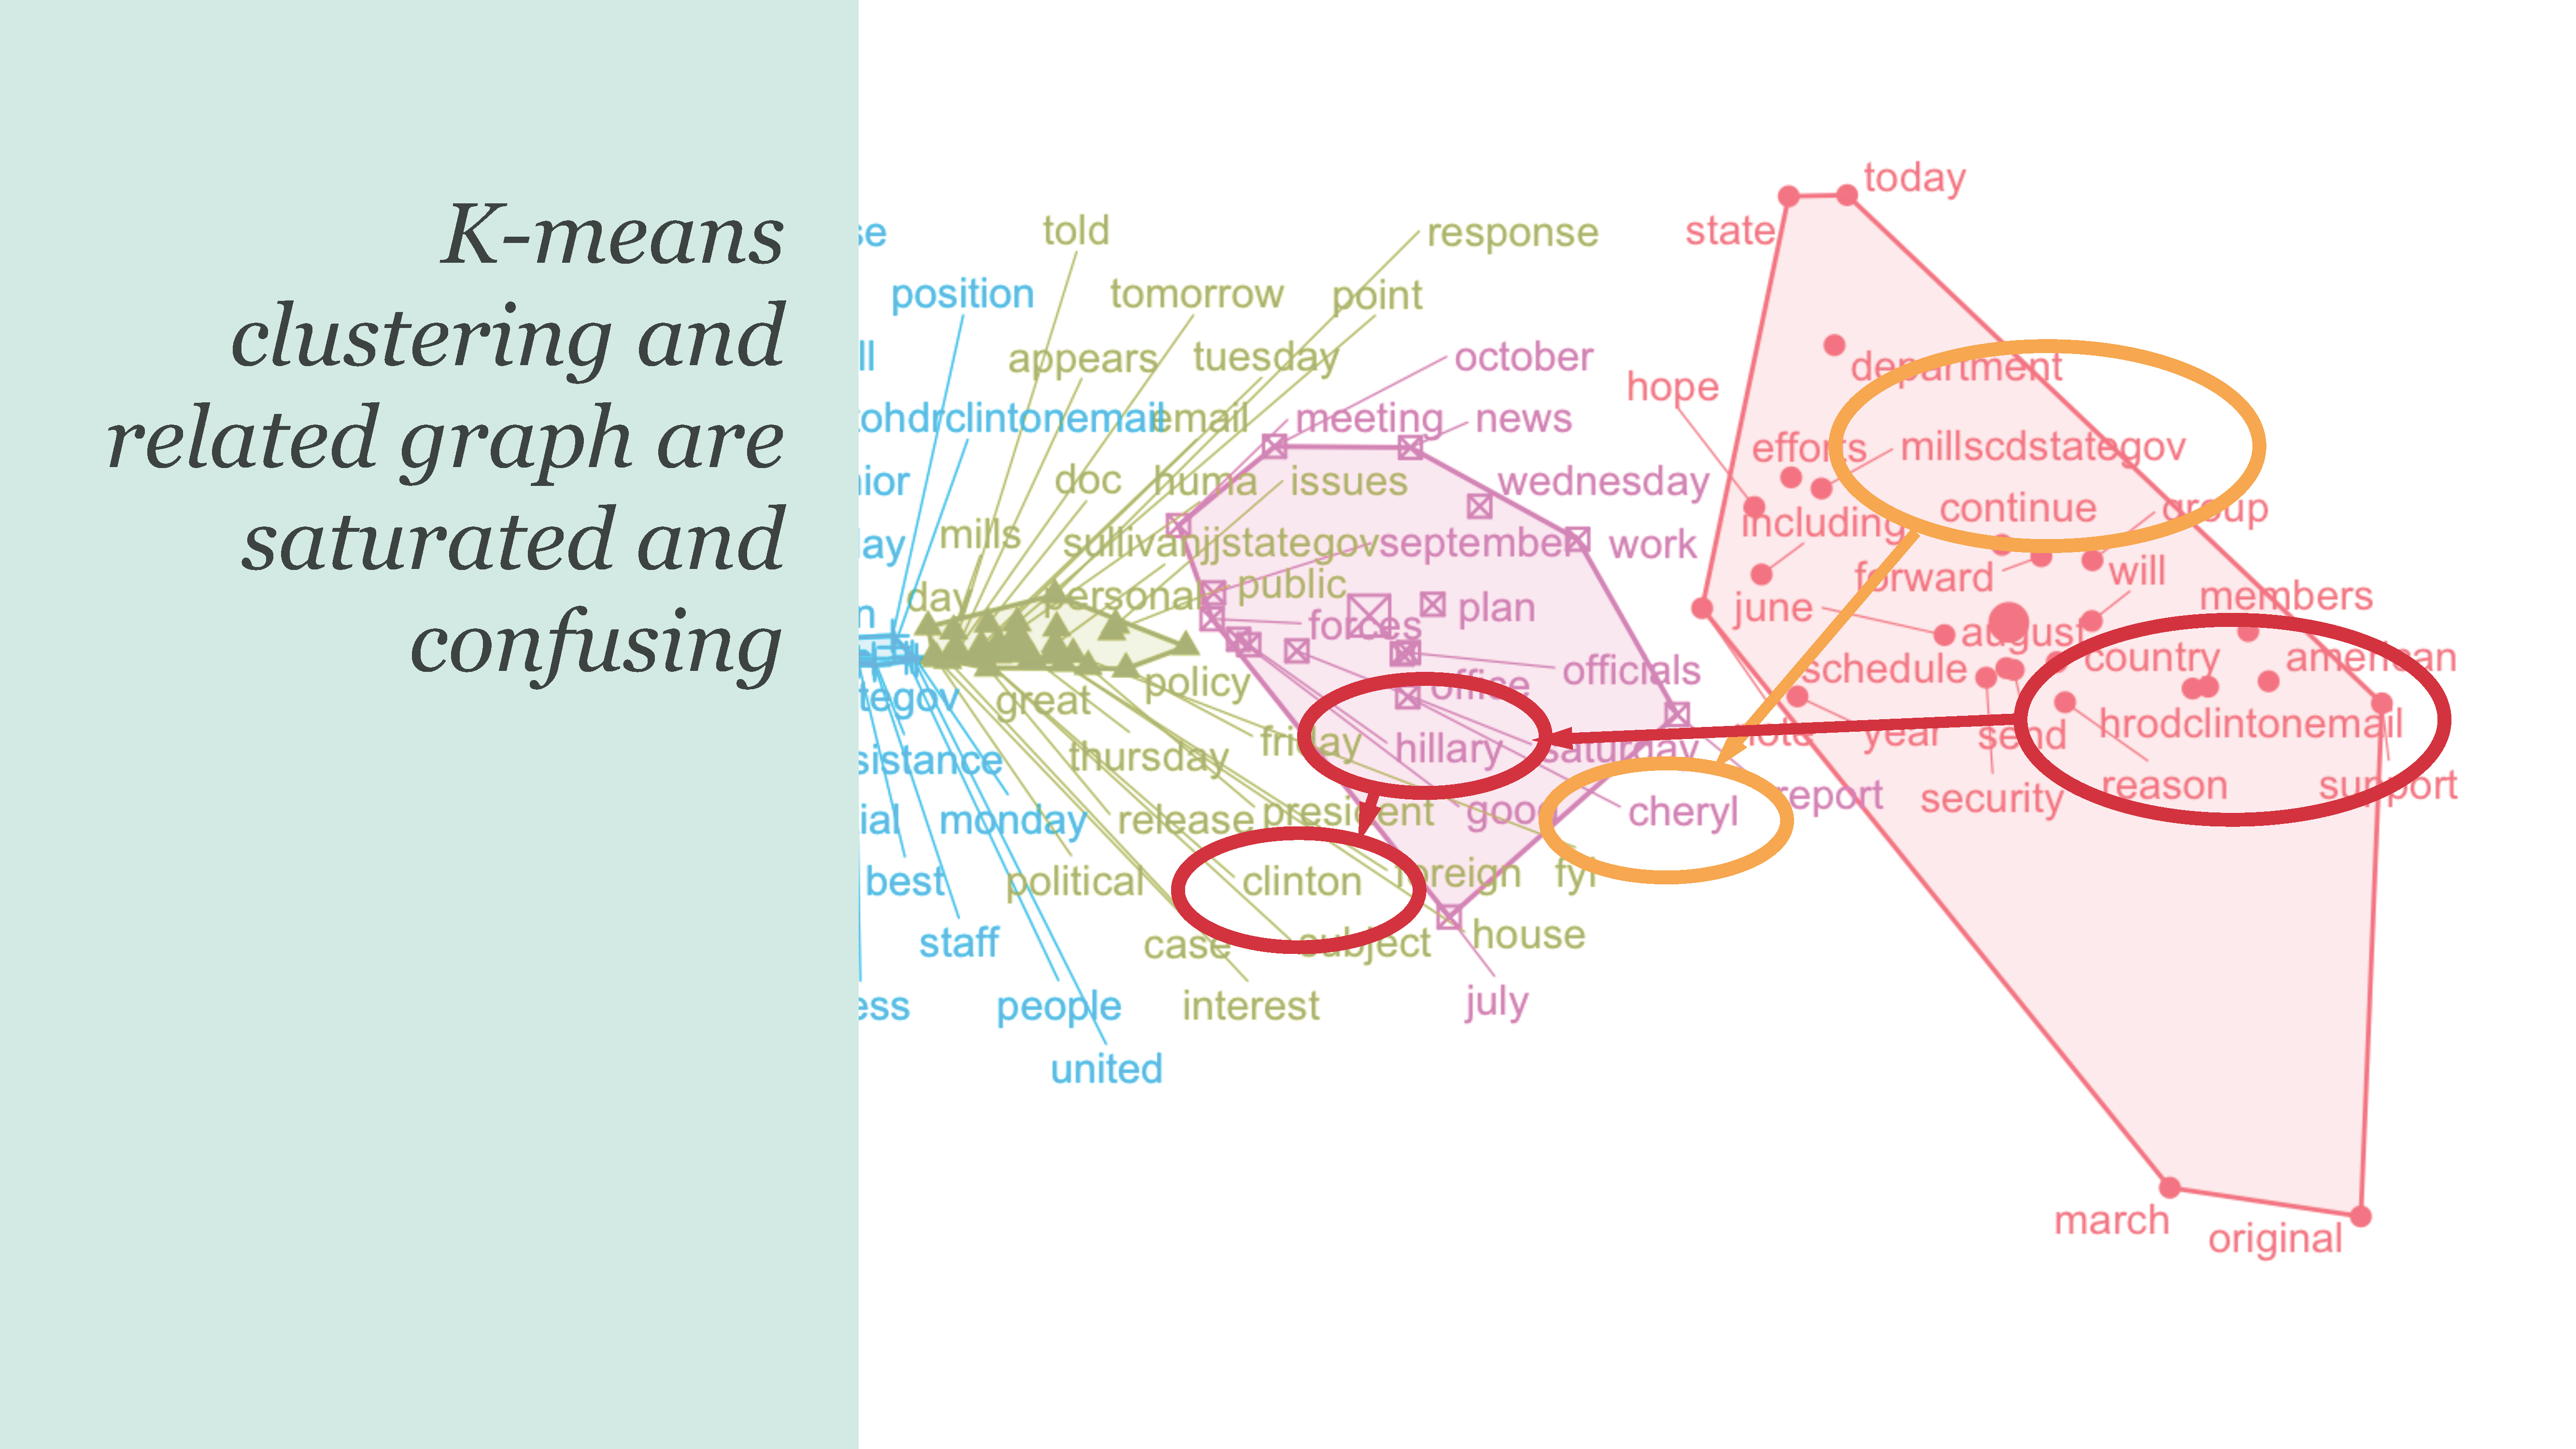 K-means
clustering and
related graph are
saturated and
confusing
today
state
se
told
response
position
tomorrow
point
ll
appears
tuesday
october
department
hope
tohdrclintonemail
email
meeting
news
efforts
millscdstategov
nior
doc
huma
issues
wednesday
continue
group
including
lay
mills
sullivanjjstategov
september
work
forward
will
day
personal
public
plan
june
members
n
forces
august
officials
schedule
country
american
tegov
great
policy
office
note
year
send
hrodclintonemail
sistance
thursday
friday
hillary
saturday
security
reason
support
ial
monday
release
president
good
cheryl
report
best
political
clinton
foreign
fyi
staff
case
subject
house
ess
people
interest
july
united
march
original